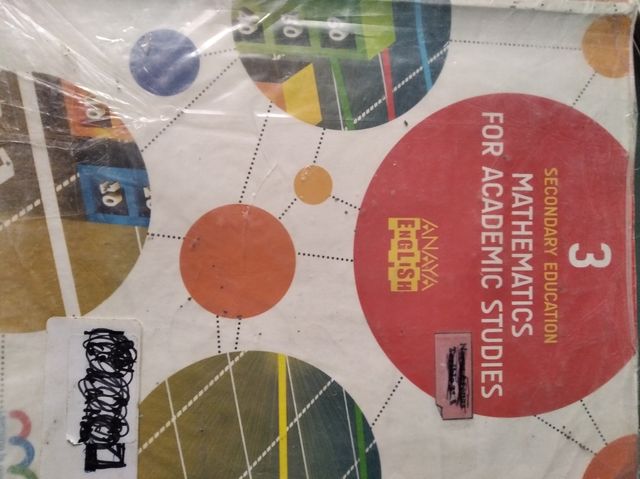 3
SECONDARY EDUCATION
MATHEMATICS
FOR ACADEMIC STUDIES
ANAYA
ENGLISH